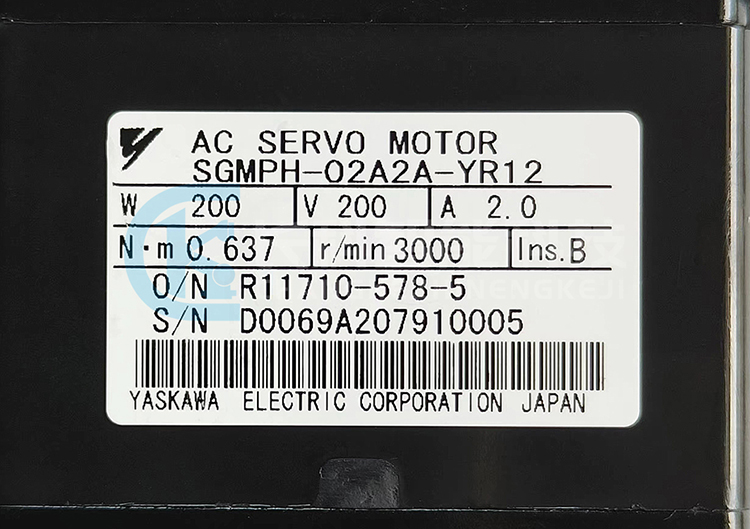 AC SERVO MOTOR
SGMPH-02A2A-YR12
W 200 V 200 A 2.0
N·m 0.637 r/min 3000 Ins.B
O/N R11710-578-5
S/N D0069A207910005
YASKAWA ELECTRIC CORPORATION JAPAN